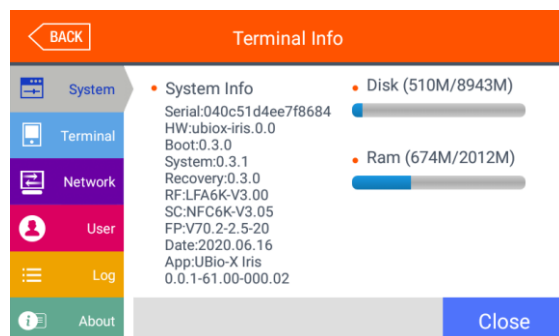 BACK
Terminal Info
System
Terminal
Network
User
Log
About
System Info
Serial:040c51d4ee7f8684
HW:ubiox-iris.0.0
Boot:0.3.0
System:0.3.1
Recovery:0.3.0
RF:LFA6K-V3.00
SC:NFC6K-V3.05
FP:V70.2-2.5-20
Date:2020.06.16
App:UBio-X Iris
0.0.1-61.00-000.02
Disk (510M/8943M)
Ram (674M/2012M)
Close